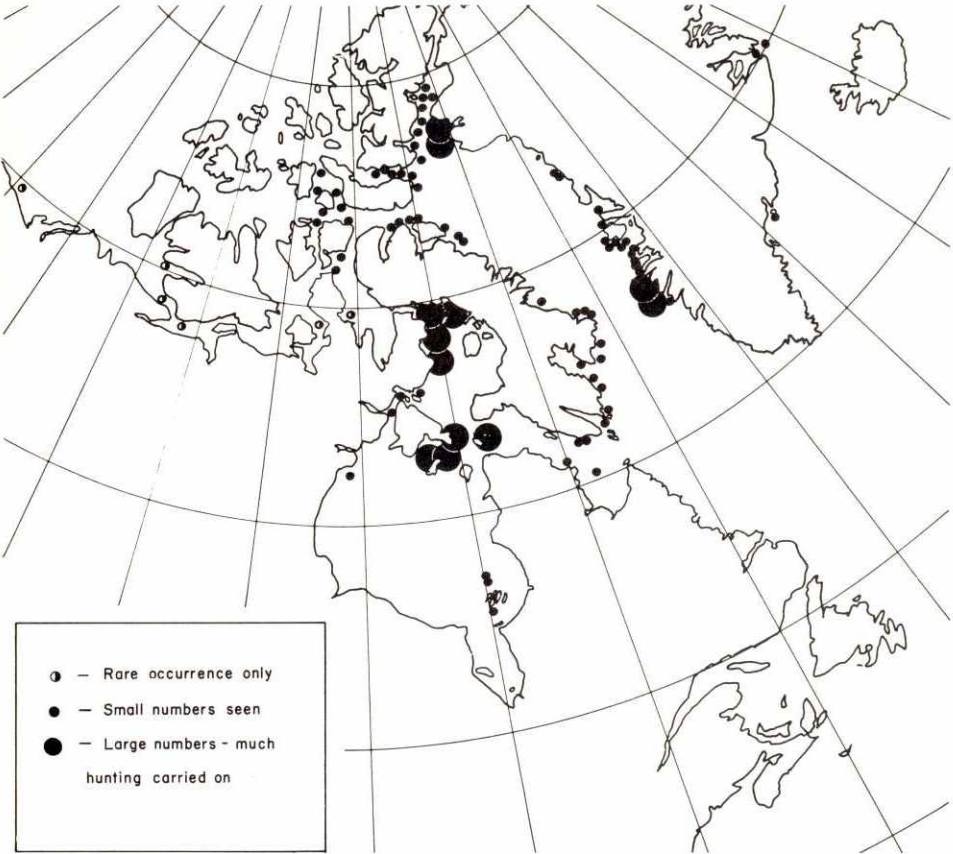 — Rare occurrence only
— Small numbers seen
— Large numbers - much
hunting carried on